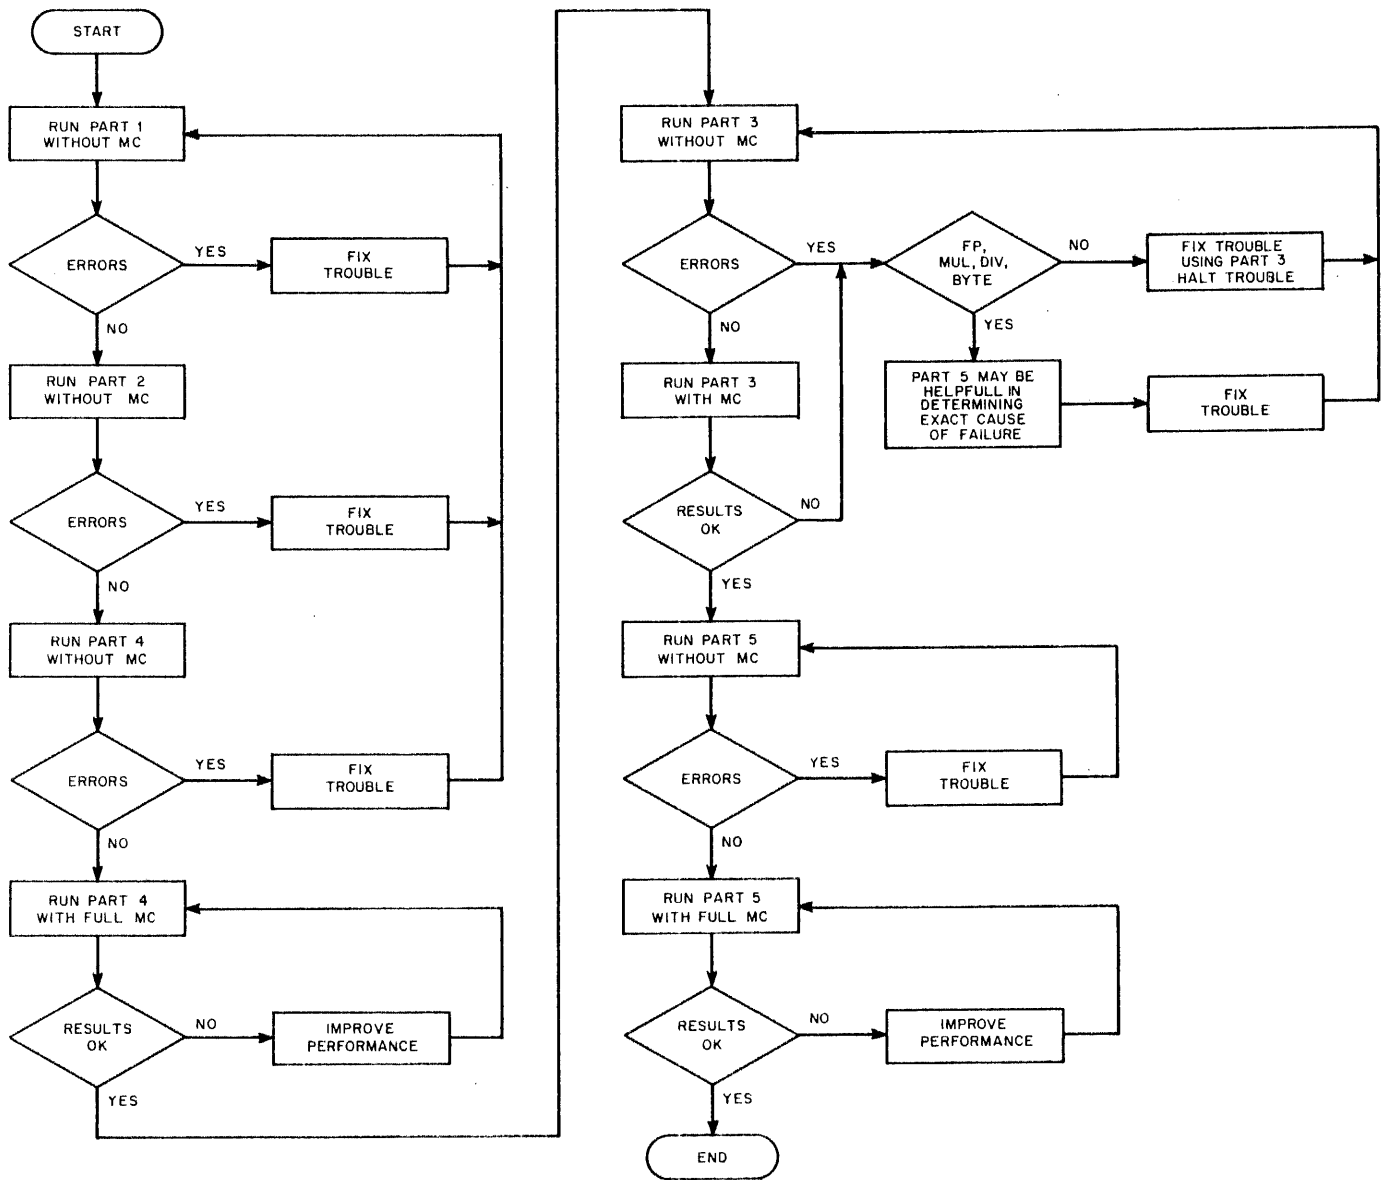 START
RUN PART 1
WITHOUT MC
ERRORS
YES
FIX
TROUBLE
NO
RUN PART 2
WITHOUT MC
ERRORS
YES
FIX
TROUBLE
NO
RUN PART 4
WITHOUT MC
ERRORS
YES
FIX
TROUBLE
NO
RUN PART 4
WITH FULL MC
RESULTS
OK
NO
IMPROVE
PERFORMANCE
YES
RUN PART 3
WITHOUT MC
ERRORS
YES
FP,
MUL, DIV,
BYTE
NO
FIX TROUBLE
USING PART 3
HALT TROUBLE
YES
PART 5 MAY BE
HELPFULL IN
DETERMINING
EXACT CAUSE
OF FAILURE
FIX
TROUBLE
NO
RUN PART 3
WITH MC
RESULTS
OK
NO
YES
RUN PART 5
WITHOUT MC
ERRORS
YES
FIX
TROUBLE
NO
RUN PART 5
WITH FULL MC
RESULTS
OK
NO
IMPROVE
PERFORMANCE
YES
END